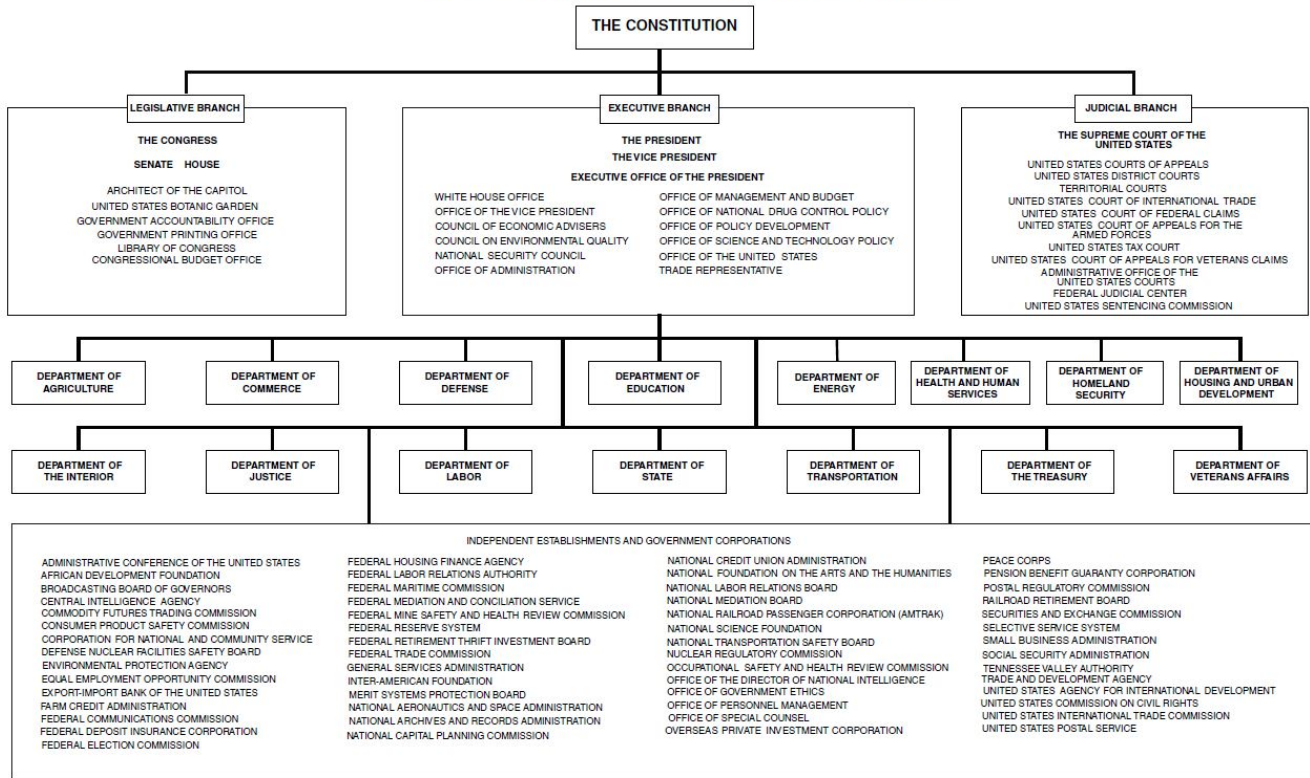 THE CONSTITUTION
LEGISLATIVE BRANCH
THE CONGRESS
SENATE HOUSE
ARCHITECT OF THE CAPITOL
UNITED STATES BOTANIC GARDEN
GOVERNMENT ACCOUNTABILITY OFFICE
GOVERNMENT PRINTING OFFICE
LIBRARY OF CONGRESS
CONGRESSIONAL BUDGET OFFICE
EXECUTIVE BRANCH
THE PRESIDENT
THE VICE PRESIDENT
EXECUTIVE OFFICE OF THE PRESIDENT
WHITE HOUSE OFFICE
OFFICE OF THE VICE PRESIDENT
COUNCIL OF ECONOMIC ADVISERS
COUNCIL ON ENVIRONMENTAL QUALITY
NATIONAL SECURITY COUNCIL
OFFICE OF ADMINISTRATION
OFFICE OF MANAGEMENT AND BUDGET
OFFICE OF NATIONAL DRUG CONTROL POLICY
OFFICE OF POLICY DEVELOPMENT
OFFICE OF SCIENCE AND TECHNOLOGY POLICY
OFFICE OF THE UNITED STATES
TRADE REPRESENTATIVE
JUDICIAL BRANCH
THE SUPREME COURT OF THE
UNITED STATES
UNITED STATES COURTS OF APPEALS
UNITED STATES DISTRICT COURTS
TERRITORIAL COURTS
UNITED STATES COURT OF INTERNATIONAL TRADE
UNITED STATES COURT OF FEDERAL CLAIMS
UNITED STATES COURT OF APPEALS FOR THE
ARMED FORCES
UNITED STATES TAX COURT
UNITED STATES COURT OF APPEALS FOR VETERANS CLAIMS
ADMINISTRATIVE OFFICE OF THE
UNITED STATES COURTS
FEDERAL JUDICIAL CENTER
UNITED STATES SENTENCING COMMISSION
DEPARTMENT OF
AGRICULTURE
DEPARTMENT OF
COMMERCE
DEPARTMENT OF
DEFENSE
DEPARTMENT OF
EDUCATION
DEPARTMENT OF
ENERGY
DEPARTMENT OF
HEALTH AND HUMAN
SERVICES
DEPARTMENT OF
HOMELAND
SECURITY
DEPARTMENT OF
HOUSING AND URBAN
DEVELOPMENT
DEPARTMENT OF
THE INTERIOR
DEPARTMENT OF
JUSTICE
DEPARTMENT OF
LABOR
DEPARTMENT OF
STATE
DEPARTMENT OF
TRANSPORTATION
DEPARTMENT OF
THE TREASURY
DEPARTMENT OF
VETERANS AFFAIRS
INDEPENDENT ESTABLISHMENTS AND GOVERNMENT CORPORATIONS
ADMINISTRATIVE CONFERENCE OF THE UNITED STATES
AFRICAN DEVELOPMENT FOUNDATION
BROADCASTING BOARD OF GOVERNORS
CENTRAL INTELLIGENCE AGENCY
COMMODITY FUTURES TRADING COMMISSION
CONSUMER PRODUCT SAFETY COMMISSION
CORPORATION FOR NATIONAL AND COMMUNITY SERVICE
DEFENSE NUCLEAR FACILITIES SAFETY BOARD
ENVIRONMENTAL PROTECTION AGENCY
EQUAL EMPLOYMENT OPPORTUNITY COMMISSION
EXPORT-IMPORT BANK OF THE UNITED STATES
FARM CREDIT ADMINISTRATION
FEDERAL COMMUNICATIONS COMMISSION
FEDERAL DEPOSIT INSURANCE CORPORATION
FEDERAL ELECTION COMMISSION
FEDERAL HOUSING FINANCE AGENCY
FEDERAL LABOR RELATIONS AUTHORITY
FEDERAL MARITIME COMMISSION
FEDERAL MEDIATION AND CONCILIATION SERVICE
FEDERAL MINE SAFETY AND HEALTH REVIEW COMMISSION
FEDERAL RESERVE SYSTEM
FEDERAL RETIREMENT THRIFT INVESTMENT BOARD
FEDERAL TRADE COMMISSION
GENERAL SERVICES ADMINISTRATION
INTER-AMERICAN FOUNDATION
MERIT SYSTEMS PROTECTION BOARD
NATIONAL AERONAUTICS AND SPACE ADMINISTRATION
NATIONAL ARCHIVES AND RECORDS ADMINISTRATION
NATIONAL CAPITAL PLANNING COMMISSION
NATIONAL CREDIT UNION ADMINISTRATION
NATIONAL FOUNDATION ON THE ARTS AND THE HUMANITIES
NATIONAL LABOR RELATIONS BOARD
NATIONAL MEDIATION BOARD
NATIONAL RAILROAD PASSENGER CORPORATION (AMTRAK)
NATIONAL SCIENCE FOUNDATION
NATIONAL TRANSPORTATION SAFETY BOARD
NUCLEAR REGULATORY COMMISSION
OCCUPATIONAL SAFETY AND HEALTH REVIEW COMMISSION
OFFICE OF THE DIRECTOR OF NATIONAL INTELLIGENCE
OFFICE OF GOVERNMENT ETHICS
OFFICE OF PERSONNEL MANAGEMENT
OFFICE OF SPECIAL COUNSEL
OVERSEAS PRIVATE INVESTMENT CORPORATION
PEACE CORPS
PENSION BENEFIT GUARANTY CORPORATION
POSTAL REGULATORY COMMISSION
RAILROAD RETIREMENT BOARD
SECURITIES AND EXCHANGE COMMISSION
SELECTIVE SERVICE SYSTEM
SMALL BUSINESS ADMINISTRATION
SOCIAL SECURITY ADMINISTRATION
TENNESSEE VALLEY AUTHORITY
TRADE AND DEVELOPMENT AGENCY
UNITED STATES AGENCY FOR INTERNATIONAL DEVELOPMENT
UNITED STATES COMMISSION ON CIVIL RIGHTS
UNITED STATES INTERNATIONAL TRADE COMMISSION
UNITED STATES POSTAL SERVICE